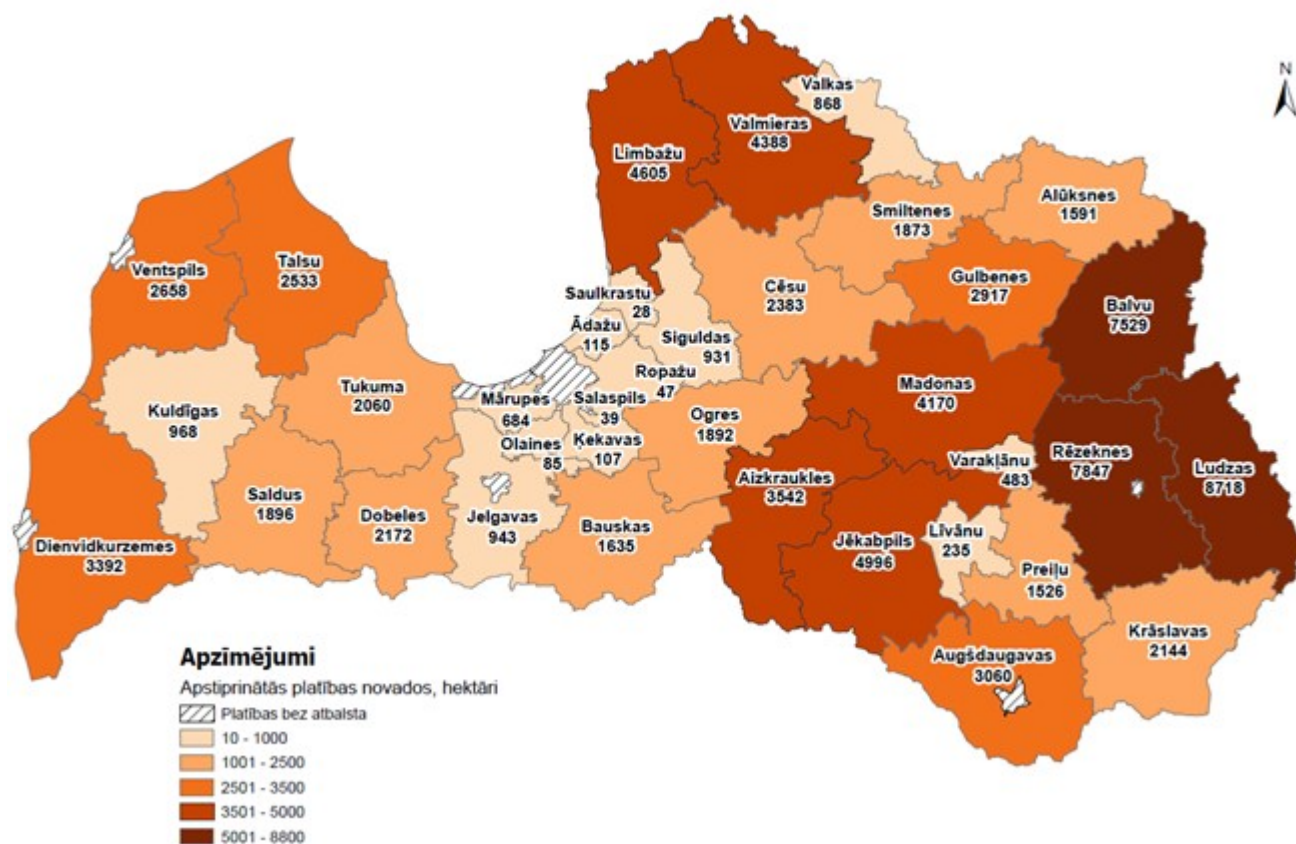 N
Valkas
868
Valmieras
4388
Limbažu
4605
Alūksnes
1591
Smiltenes
1873
Ventspils
2658
Talsu
2533
Gulbenes
2917
Cēsu
2383
Balvu
7529
Saulkrastu
28
Ādažu
115
Siguldas
931
Ropažu
47
Madonas
4170
Tukuma
2060
Kuldīgas
968
Mārupes
684
Salaspils
39
Ogres
1892
Olaines
85
Ķekavas
107
Varakļānu
483
Rēzeknes
7847
Ludzas
8718
Aizkraukles
3542
Saldus
1896
Dobeles
2172
Jelgavas
943
Bauskas
1635
Līvānu
235
Jēkabpils
4996
Preiļu
1526
Dienvidkurzemes
3392
Krāslavas
2144
Augšdaugavas
3060
Apzīmējumi
Apstiprinātās platības novados, hektāri
Platības bez atbalsta
10 - 1000
1001 - 2500
2501 - 3500
3501 - 5000
5001 - 8800